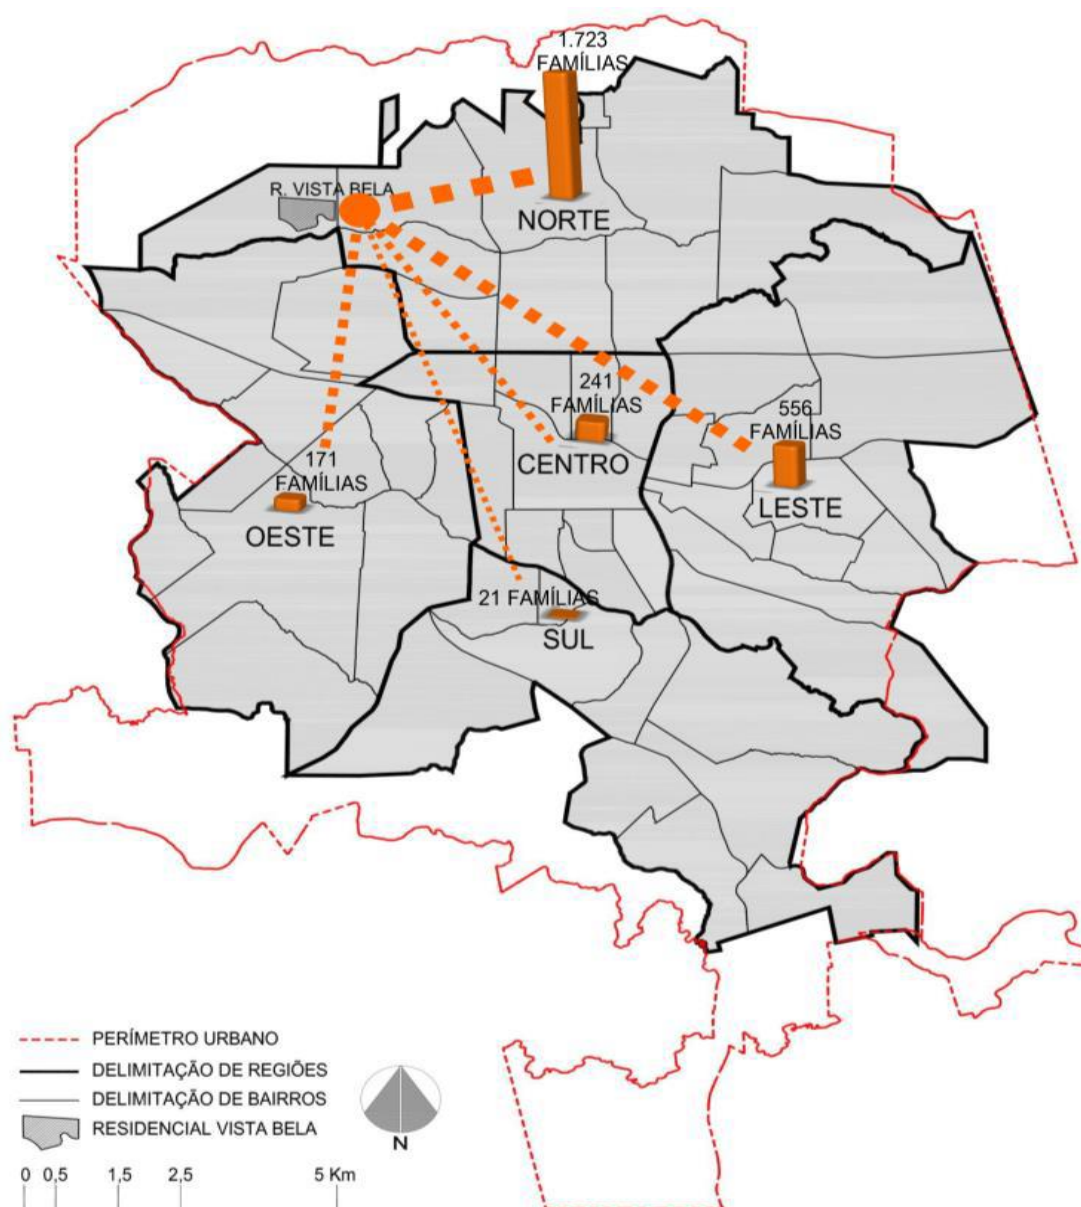 1.723
FAMÍLIAS
R. VISTA BELA
NORTE
241
FAMÍLIAS
556
FAMÍLIAS
CENTRO
171
FAMÍLIAS
LESTE
OESTE
21 FAMÍLIAS
SUL
PERÍMETRO URBANO
DELIMITAÇÃO DE REGIÕES
DELIMITAÇÃO DE BAIRROS
RESIDENCIAL VISTA BELA
N
0 0,5 1,5 2,5 5 Km